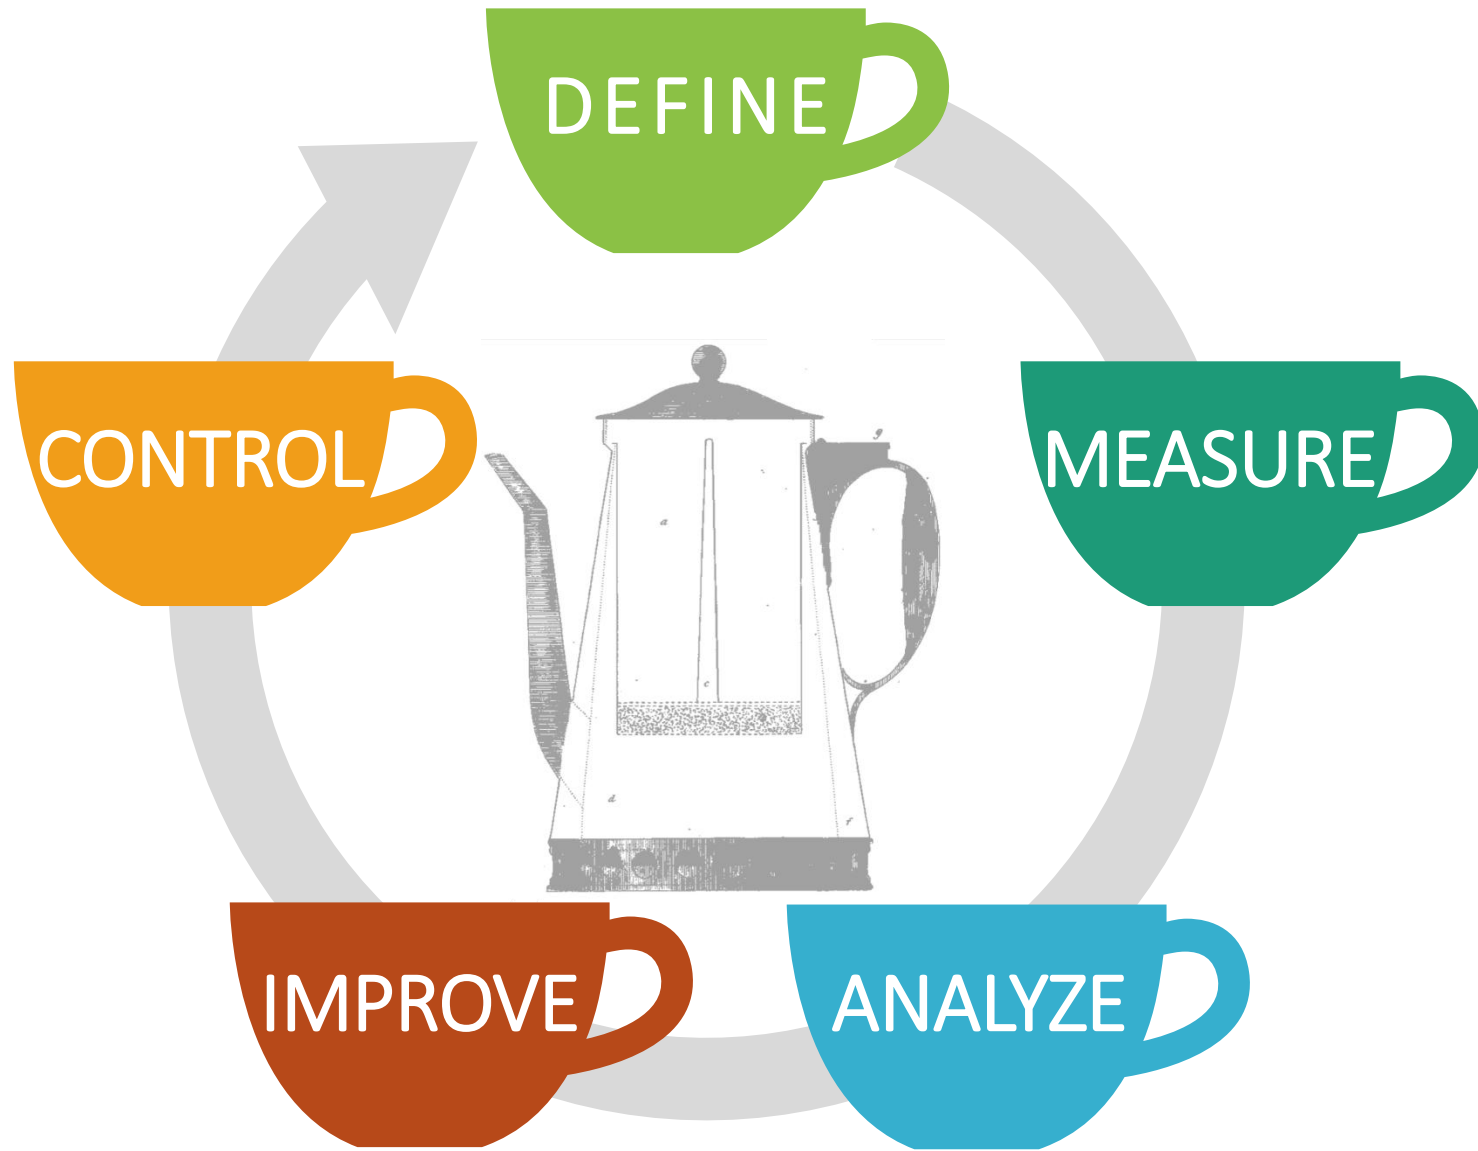 DEFINE
MEASURE
ANALYZE
IMPROVE
CONTROL
g
a
c
d
f